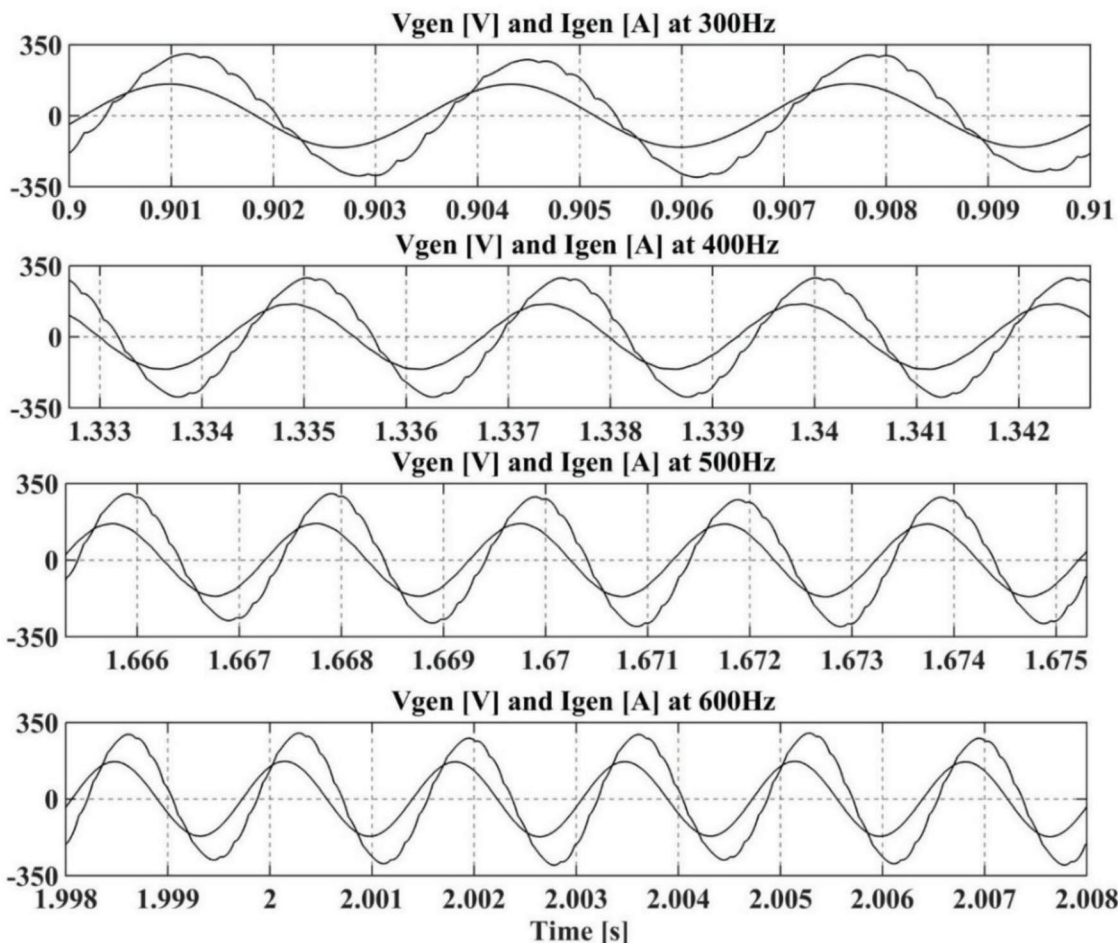 Vgen [V] and Igen [A] at 300Hz
350
0
-350
0.9 0.901 0.902 0.903 0.904 0.905 0.906 0.907 0.908 0.909 0.91
Vgen [V] and Igen [A] at 400Hz
350
0
-350
1.333 1.334 1.335 1.336 1.337 1.338 1.339 1.34 1.341 1.342
Vgen [V] and Igen [A] at 500Hz
350
0
-350
1.666 1.667 1.668 1.669 1.67 1.671 1.672 1.673 1.674 1.675
Vgen [V] and Igen [A] at 600Hz
350
0
-350
1.998 1.999 2 2.001 2.002 2.003 2.004 2.005 2.006 2.007 2.008
Time [s]